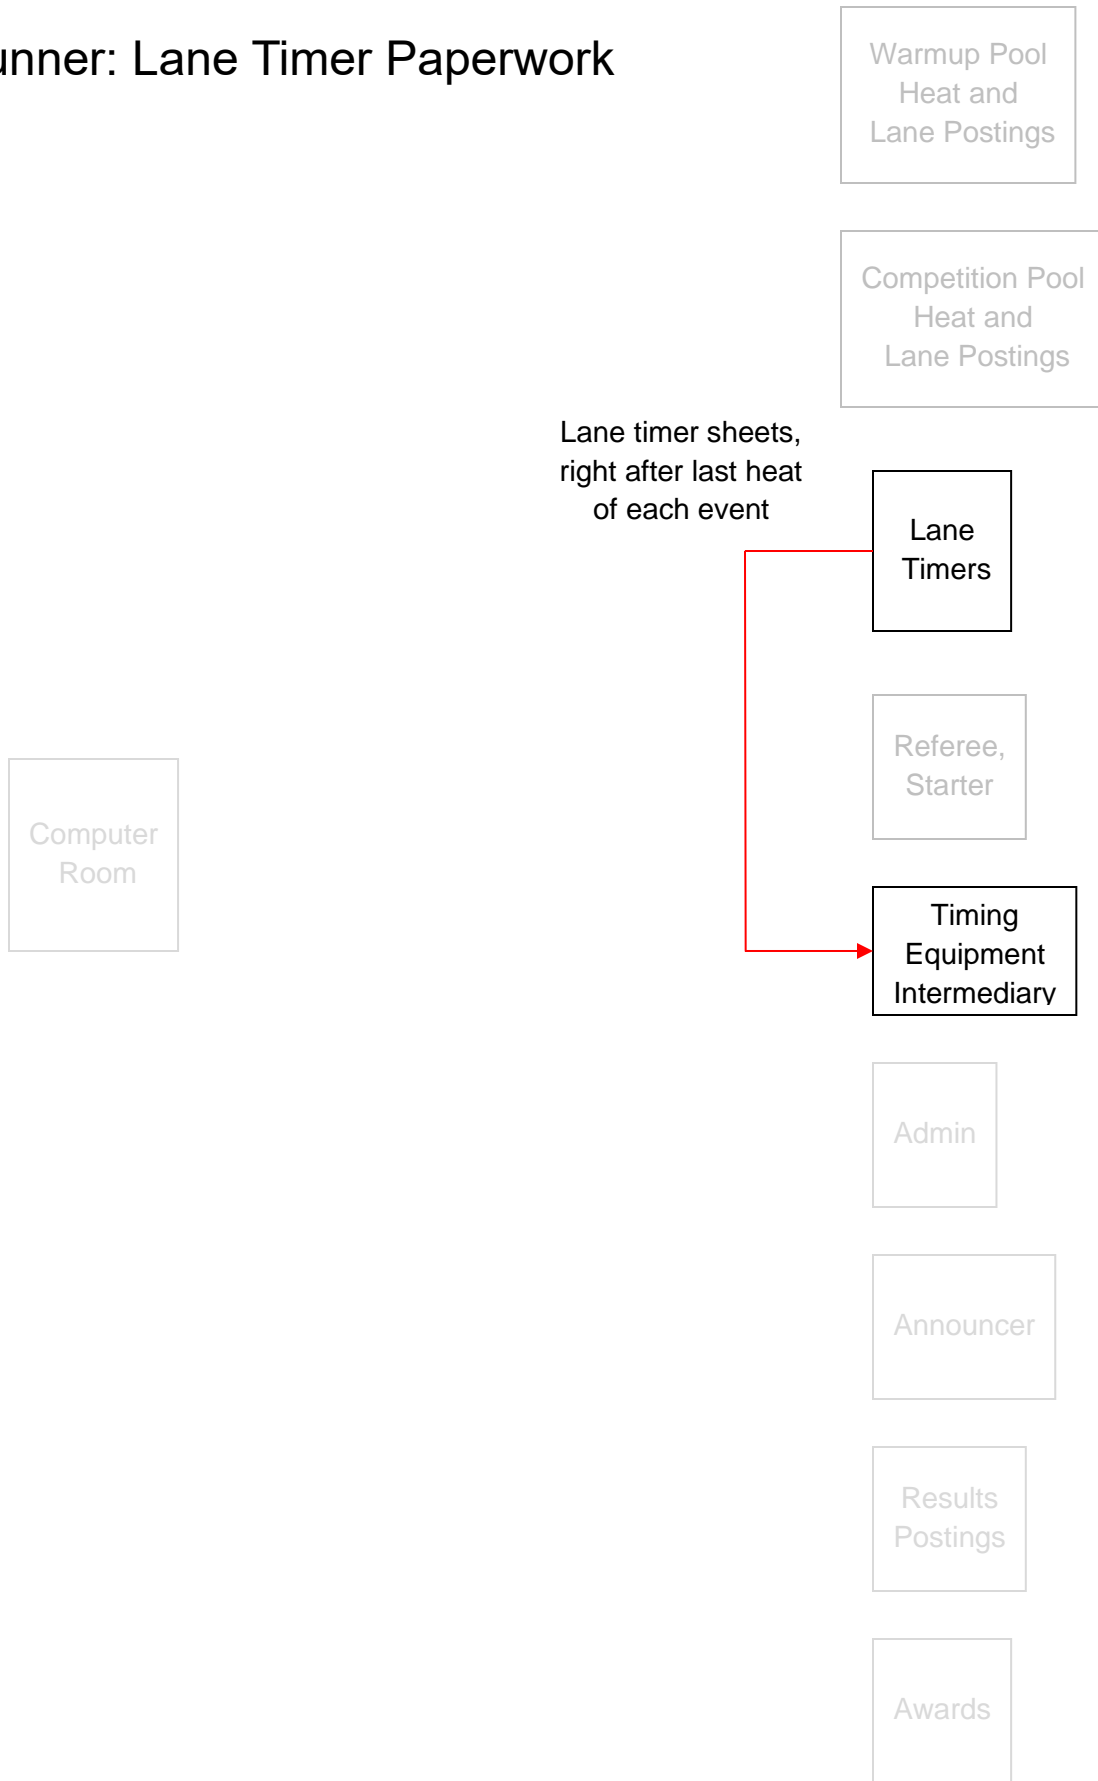 Lane Timer Paperwork
Warmup Pool
Heat and
Lane Postings
Competition Pool
Heat and
Lane Postings
Lane timer sheets,
right after last heat
of each event
Lane
Timers
Referee,
Starter
Computer
Room
Timing
Equipment
Intermediary
Admin
Announcer
Results
Postings
Awards